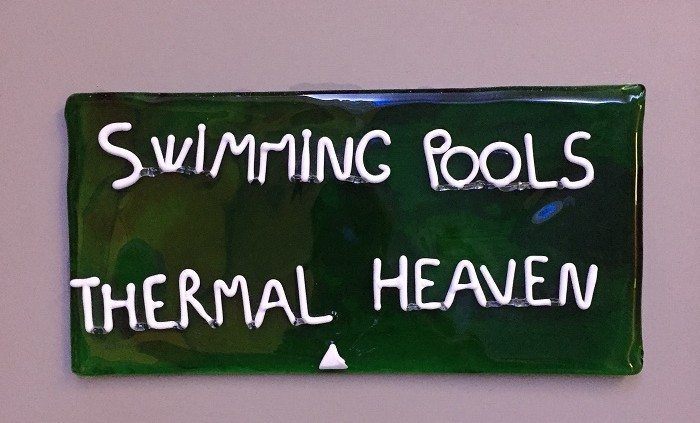 SWIMMING POOLS
THERMAL HEAVEN